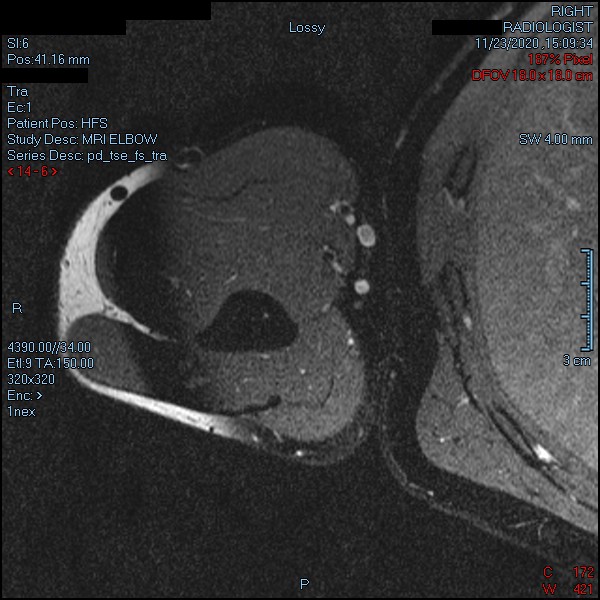 RIGHT
Lossy
RADIOLOGIST
SI:6
11/23/2020 ,15:09:34
Pos:41.16 mm
187% Pixel
DFOV 18.0 x 18.0 cm
Tra
Ec:1
Patient Pos: HFS
Study Desc: MRI ELBOW
SW 4.00 mm
Series Desc: pd_tse_fs_tra
< 14 - 6 >
R
4390.00//34.00
Etl:9 TA:150.00
3 cm
320x320
Enc: >
1nex
P
C 172
W 421